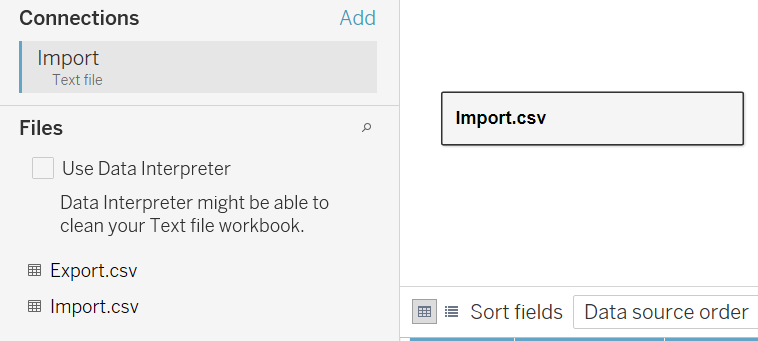 Connections Add
Import
Text file
Files
Use Data Interpreter
Data Interpreter might be able to
clean your Text file workbook.
Export.csv
Import.csv
Import.csv
Sort fields Data source order